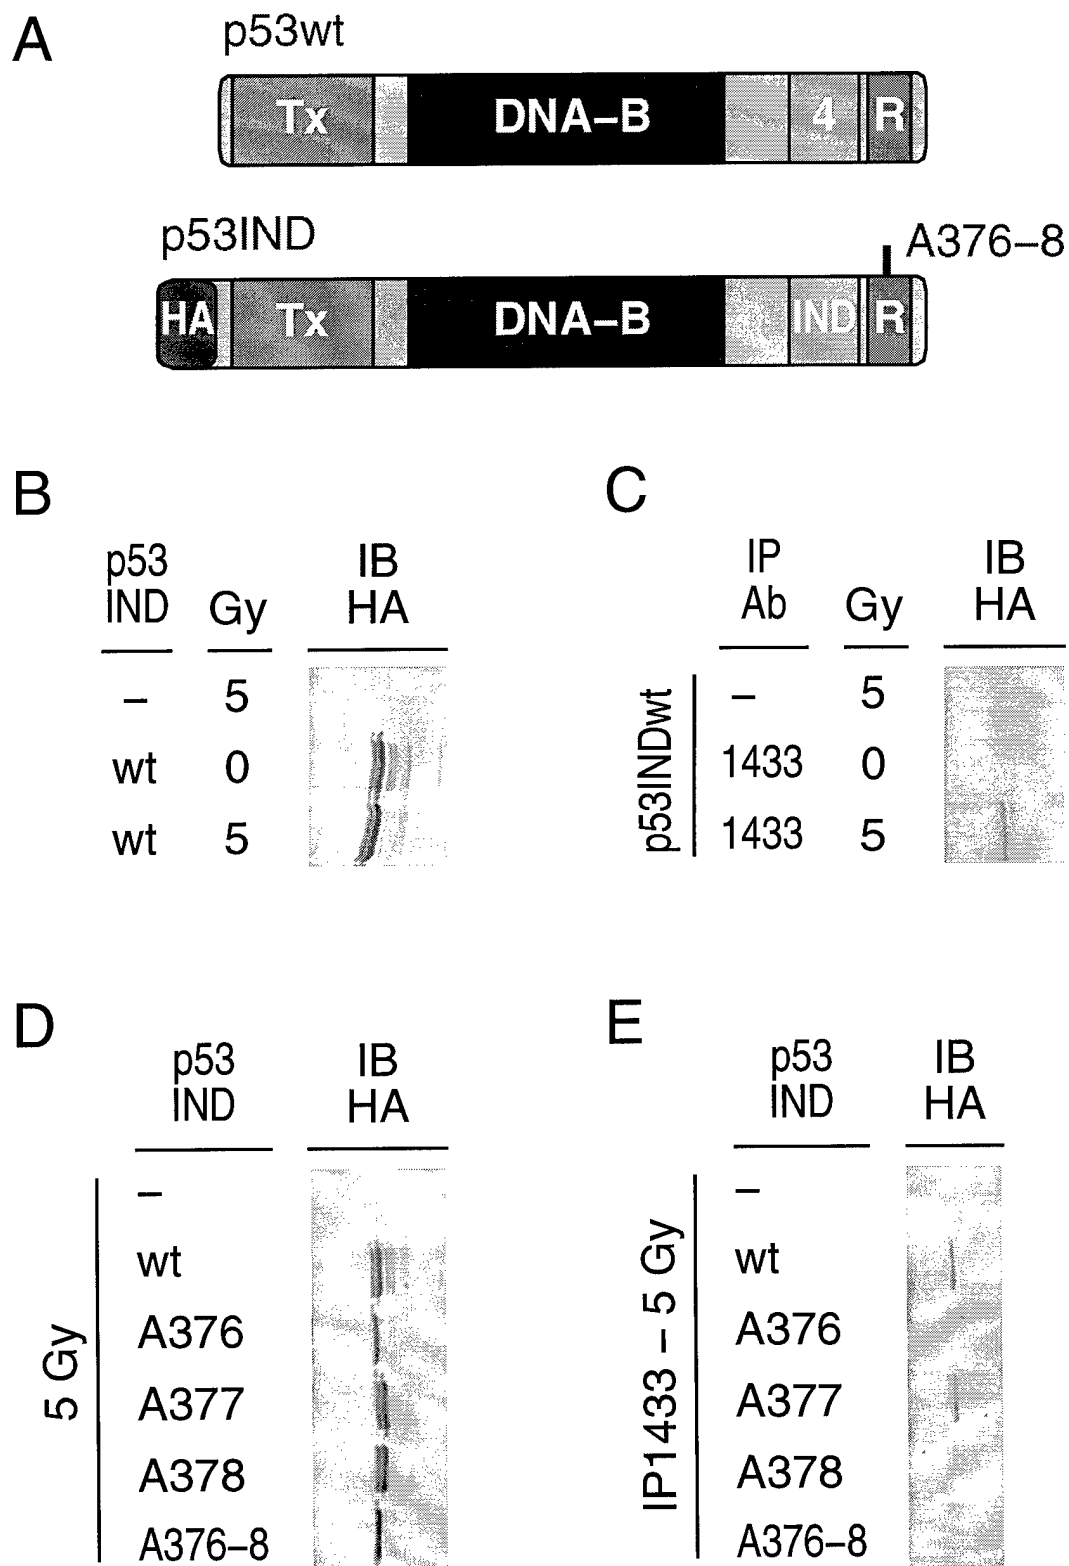 A
p53wt
Tx DNA–B 4 R
p53IND
A376–8
HA Tx DNA–B IND R
B
p53 IND Gy IB HA
– 5
wt 0
wt 5
C
IP Ab Gy IB HA
p53INDwt
– 5
1433 0
1433 5
D
p53 IND IB HA
5 Gy
–
wt
A376
A377
A378
A376–8
E
p53 IND IB HA
IP1433 – 5 Gy
–
wt
A376
A377
A378
A376–8